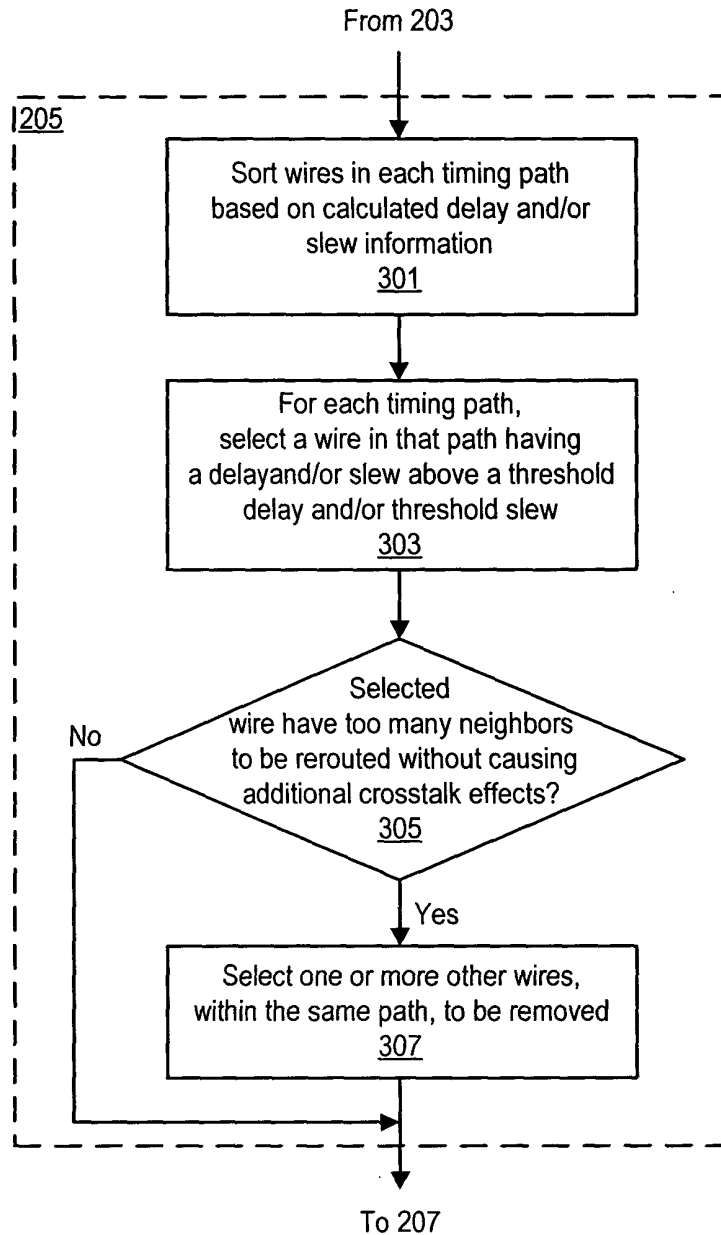 From 203
205
Sort wires in each timing path
based on calculated delay and/or
slew information
301
For each timing path,
select a wire in that path having
a delayand/or slew above a threshold
delay and/or threshold slew
303
Selected
wire have too many neighbors
to be rerouted without causing
additional crosstalk effects?
305
No
Yes
Select one or more other wires,
within the same path, to be removed
307
To 207